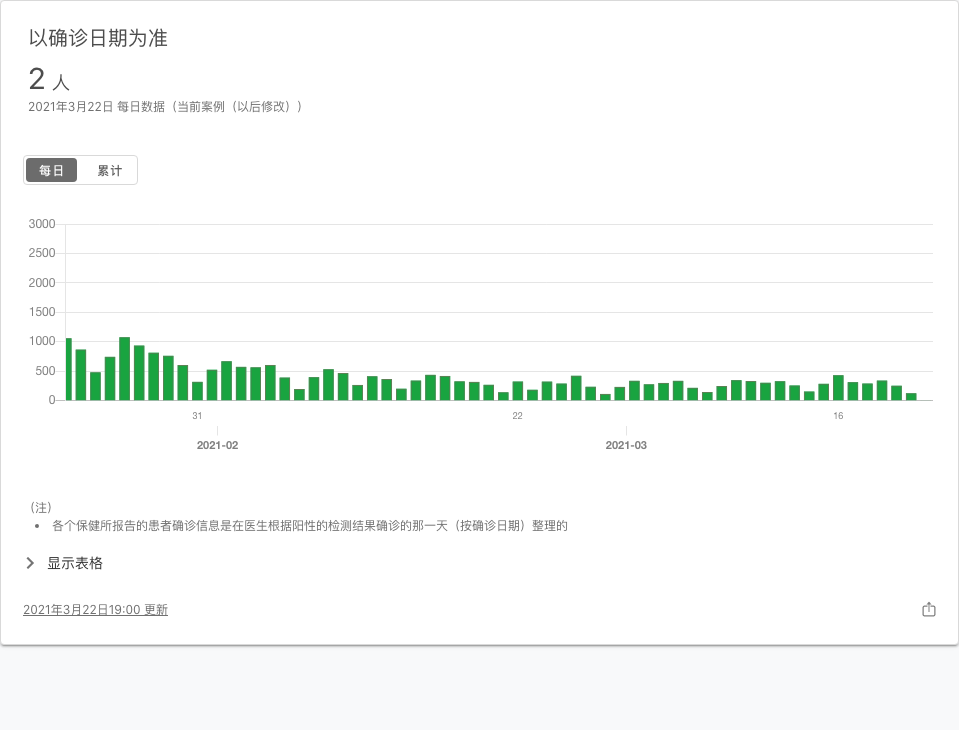 以确诊日期为准
2 人
2021年3月22日 每日数据（当前案例（以后修改））
每日 累计
3000
2500
2000
1500
1000
500
0
31 22 16
2021-02 2021-03
（注）
• 各个保健所报告的患者确诊信息是在医生根据阳性的检测结果确诊的那一天（按确诊日期）整理的
显示表格
2021年3月22日19:00 更新